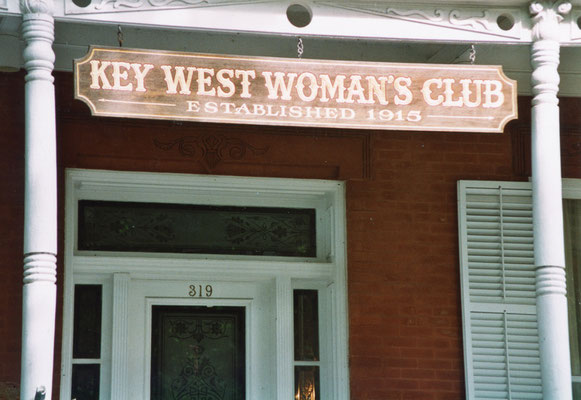 KEY WEST WOMAN'S CLUB
ESTABLISHED 1915
319